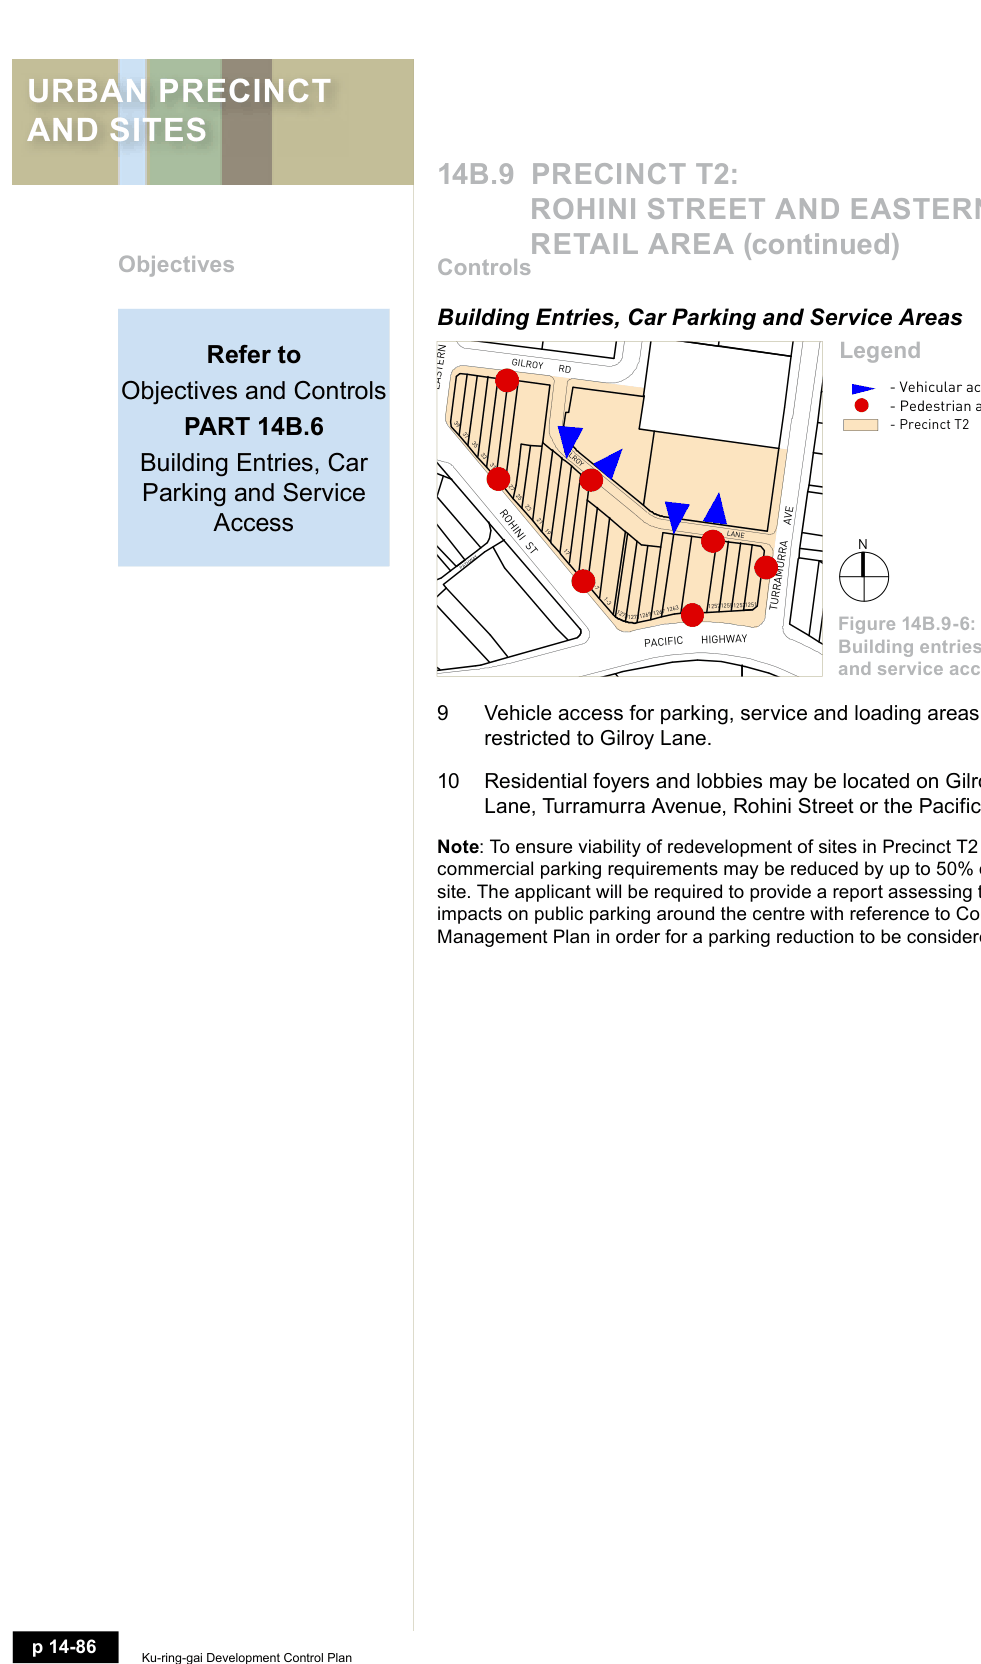 URBAN PRECINCT
AND SITES
14B.9 PRECINCT T2:
ROHINI STREET AND EASTERN
RETAIL AREA (continued)
Objectives
Controls
Refer to
Objectives and Controls
PART 14B.6
Building Entries, Car
Parking and Service
Access
Building Entries, Car Parking and Service Areas
EASTERN
GILROY RD
LANE
ROHINI ST
TURRAMURRA AVE
PACIFIC HIGHWAY
Legend
- Vehicular ac
- Pedestrian a
- Precinct T2
N
Figure 14B.9-6:
Building entries
and service acc
9 Vehicle access for parking, service and loading areas
restricted to Gilroy Lane.
10 Residential foyers and lobbies may be located on Gilro
Lane, Turramurra Avenue, Rohini Street or the Pacific
Note: To ensure viability of redevelopment of sites in Precinct T2
commercial parking requirements may be reduced by up to 50%
site. The applicant will be required to provide a report assessing t
impacts on public parking around the centre with reference to Co
Management Plan in order for a parking reduction to be considere
p 14-86
Ku-ring-gai Development Control Plan